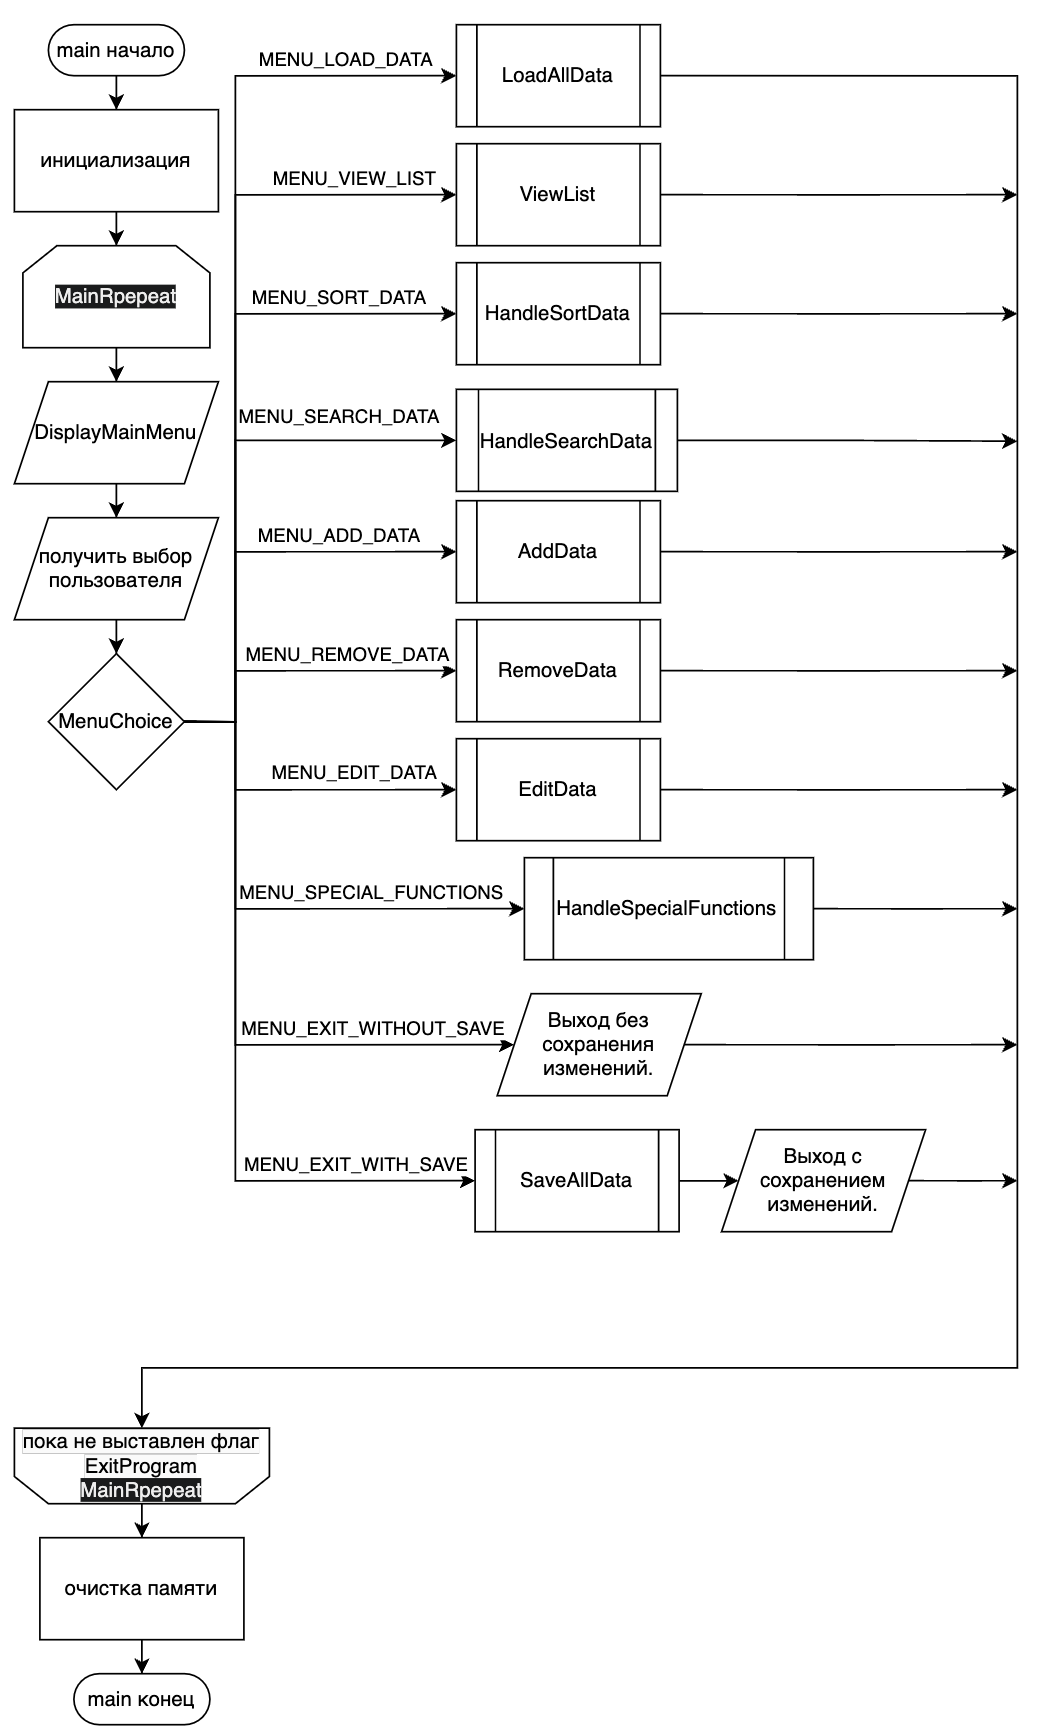 main начало
инициализация
MainRpepeat
DisplayMainMenu
получить выбор
пользователя
MenuChoice
MENU_LOAD_DATA
LoadAllData
MENU_VIEW_LIST
ViewList
MENU_SORT_DATA
HandleSortData
MENU_SEARCH_DATA
HandleSearchData
MENU_ADD_DATA
AddData
MENU_REMOVE_DATA
RemoveData
MENU_EDIT_DATA
EditData
MENU_SPECIAL_FUNCTIONS
HandleSpecialFunctions
MENU_EXIT_WITHOUT_SAVE
Выход без
сохранения
изменений.
MENU_EXIT_WITH_SAVE
SaveAllData
Выход с
сохранением
изменений.
пока не выставлен флаг
ExitProgram
MainRpepeat
очистка памяти
main конец